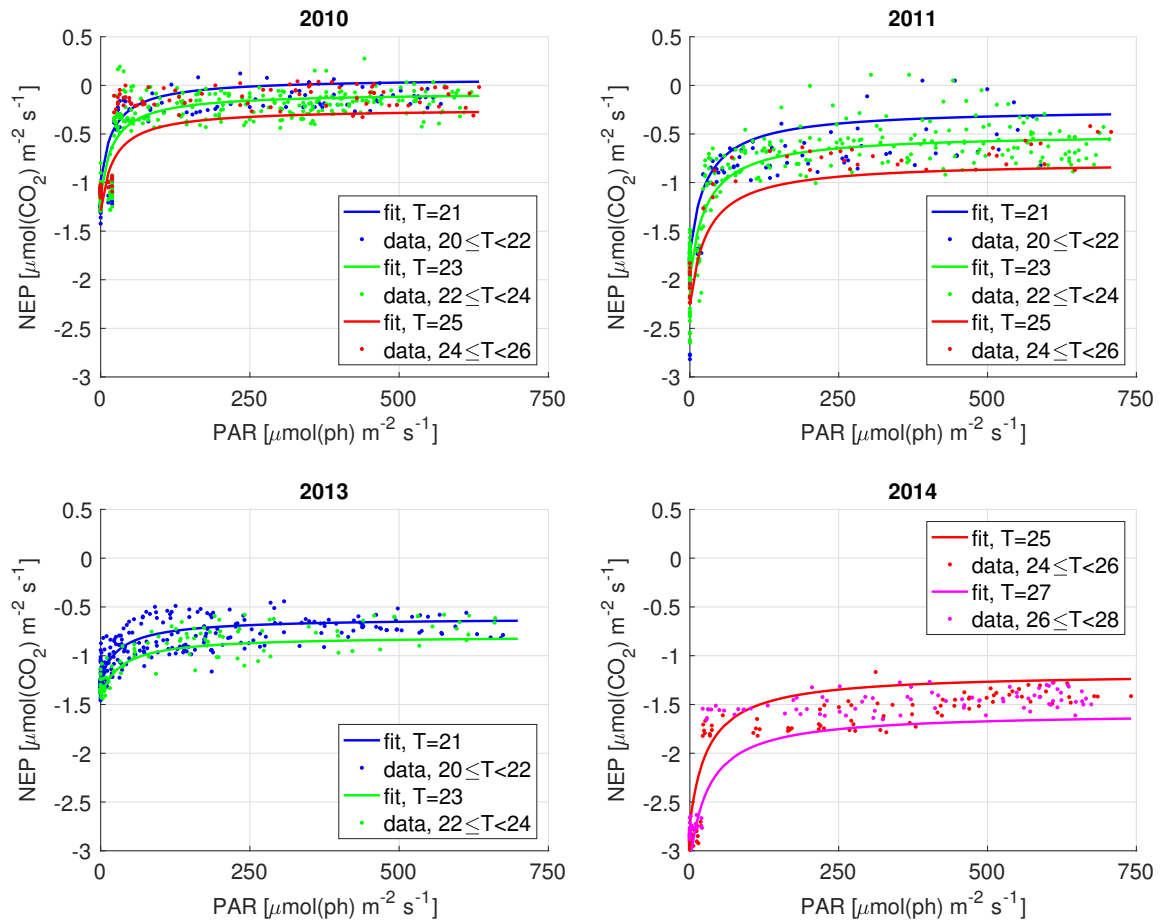 2010
0.5
0
-0.5
-1
-1.5
-2
-2.5
-3
NEP [μmol(CO₂) m⁻² s⁻¹]
fit, T=21
data, 20≤T<22
fit, T=23
data, 22≤T<24
fit, T=25
data, 24≤T<26
0 250 500 750
PAR [μmol(ph) m⁻² s⁻¹]
2011
0.5
0
-0.5
-1
-1.5
-2
-2.5
-3
NEP [μmol(CO₂) m⁻² s⁻¹]
fit, T=21
data, 20≤T<22
fit, T=23
data, 22≤T<24
fit, T=25
data, 24≤T<26
0 250 500 750
PAR [μmol(ph) m⁻² s⁻¹]
2013
0.5
0
-0.5
-1
-1.5
-2
-2.5
-3
NEP [μmol(CO₂) m⁻² s⁻¹]
fit, T=21
data, 20≤T<22
fit, T=23
data, 22≤T<24
0 250 500 750
PAR [μmol(ph) m⁻² s⁻¹]
2014
0.5
0
-0.5
-1
-1.5
-2
-2.5
-3
NEP [μmol(CO₂) m⁻² s⁻¹]
fit, T=25
data, 24≤T<26
fit, T=27
data, 26≤T<28
0 250 500 750
PAR [μmol(ph) m⁻² s⁻¹]